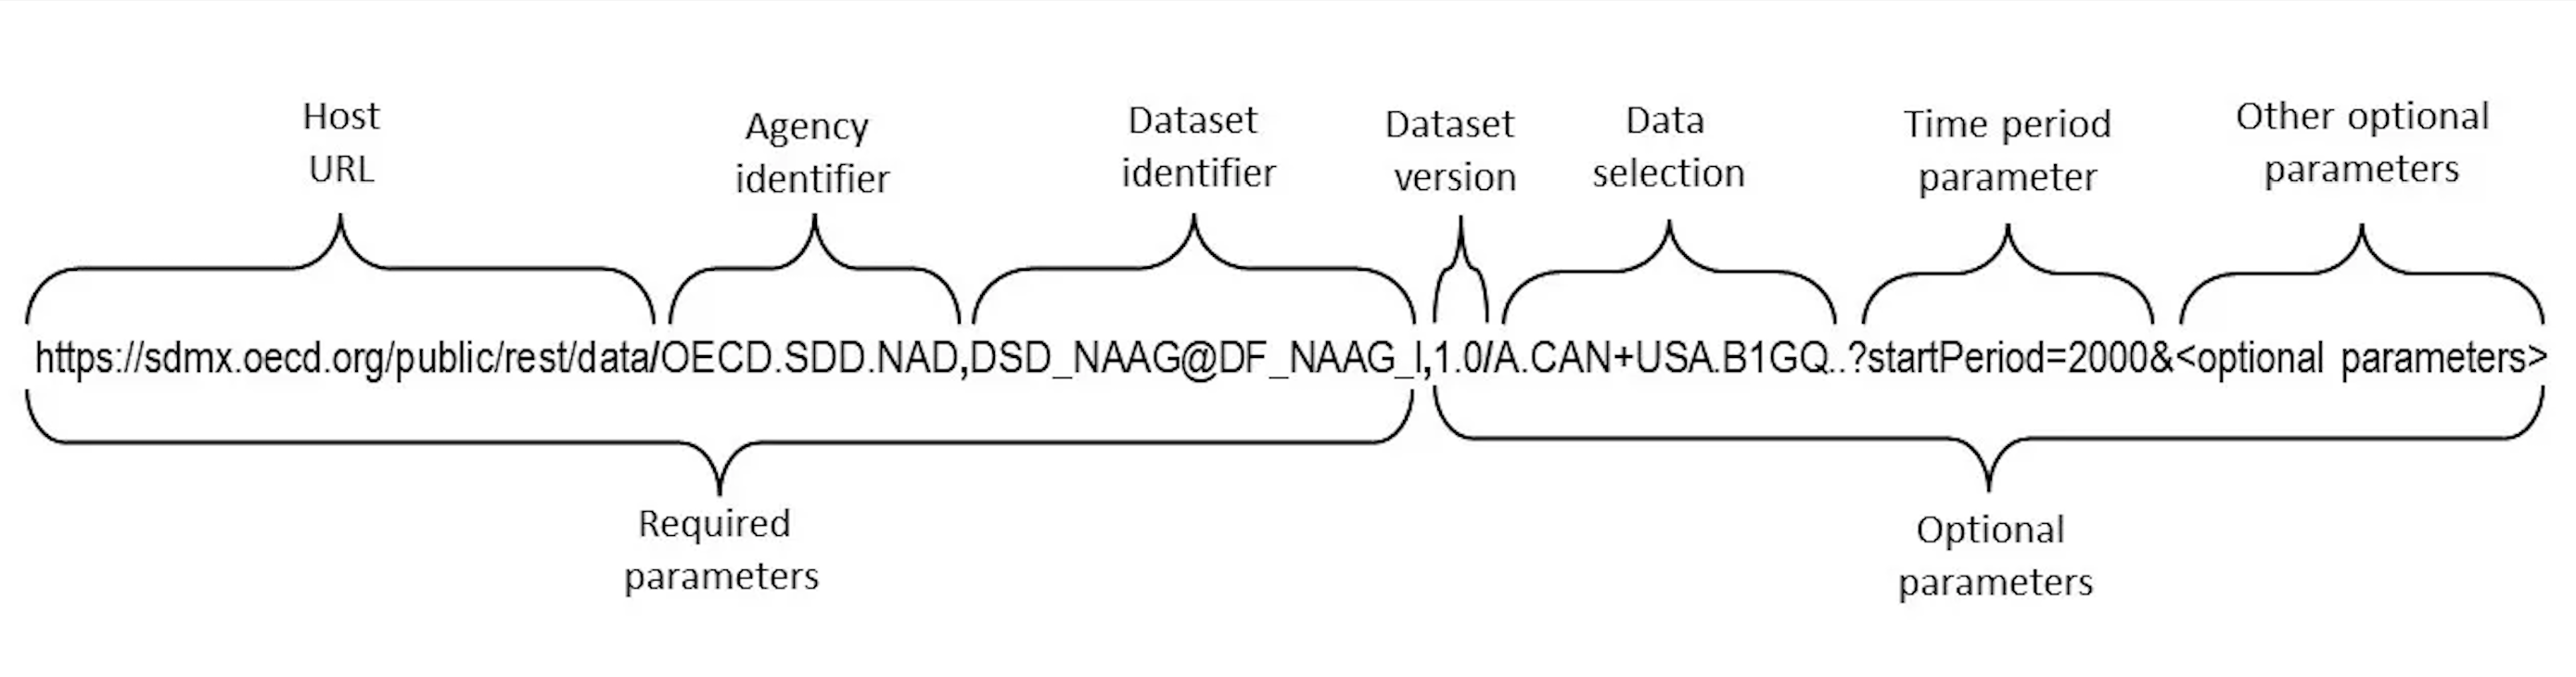 Host
URL
Agency
identifier
Dataset
identifier
Dataset
version
Data
selection
Time period
parameter
Other optional
parameters
https://sdmx.oecd.org/public/rest/data/OECD.SDD.NAD,DSD_NAAG@DF_NAAG_I,1.0/A.CAN+USA.B1GQ..?startPeriod=2000&<optional parameters>
Required
parameters
Optional
parameters